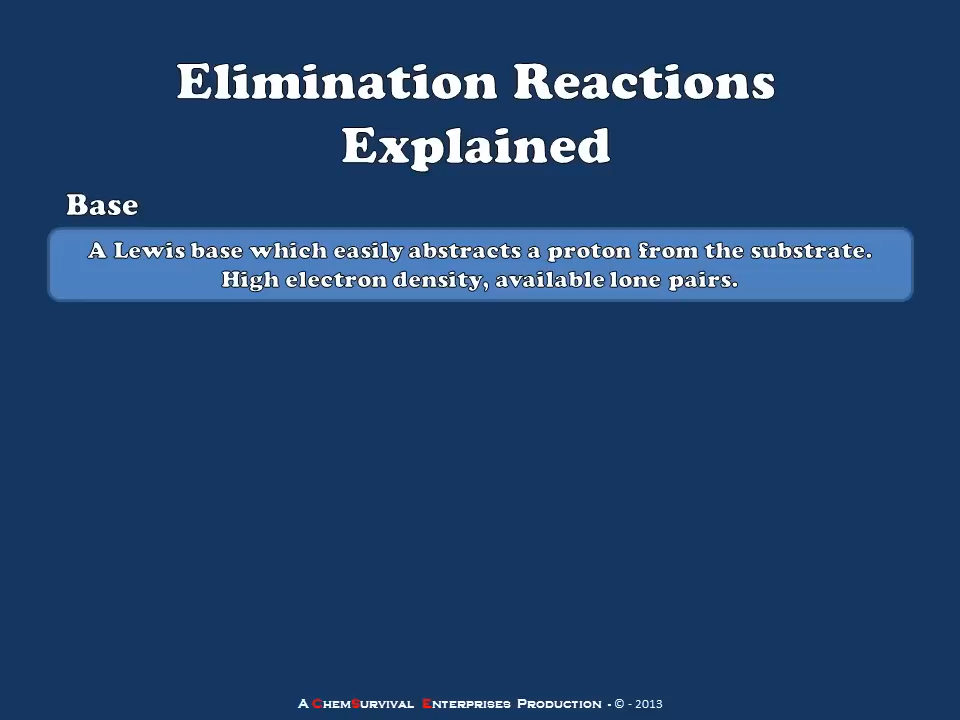 Elimination Reactions
Explained
Base
A Lewis base which easily abstracts a proton from the substrate.
High electron density, available lone pairs.
A ChemSurvival Enterprises Production - © - 2013